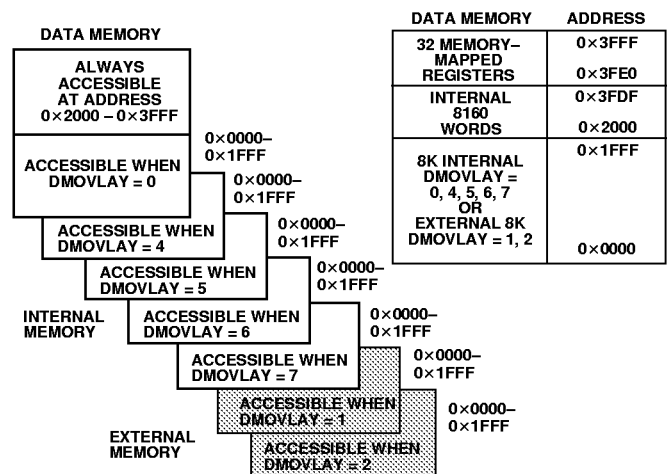 DATA MEMORY
ALWAYS
ACCESSIBLE
AT ADDRESS
0×2000 – 0×3FFF
ACCESSIBLE WHEN
DMOVLAY = 0
0×0000–
0×1FFF
ACCESSIBLE WHEN
DMOVLAY = 4
0×0000–
0×1FFF
ACCESSIBLE WHEN
DMOVLAY = 5
0×0000–
0×1FFF
INTERNAL
MEMORY
ACCESSIBLE WHEN
DMOVLAY = 6
0×0000–
0×1FFF
ACCESSIBLE WHEN
DMOVLAY = 7
0×0000–
0×1FFF
ACCESSIBLE WHEN
DMOVLAY = 1
0×0000–
0×1FFF
EXTERNAL
MEMORY
ACCESSIBLE WHEN
DMOVLAY = 2
0×0000–
0×1FFF
DATA MEMORY ADDRESS
32 MEMORY– 0×3FFF
MAPPED
REGISTERS 0×3FE0
INTERNAL 0×3FDF
8160
WORDS 0×2000
0×1FFF
8K INTERNAL
DMOVLAY =
0, 4, 5, 6, 7
OR
EXTERNAL 8K
DMOVLAY = 1, 2
0×0000